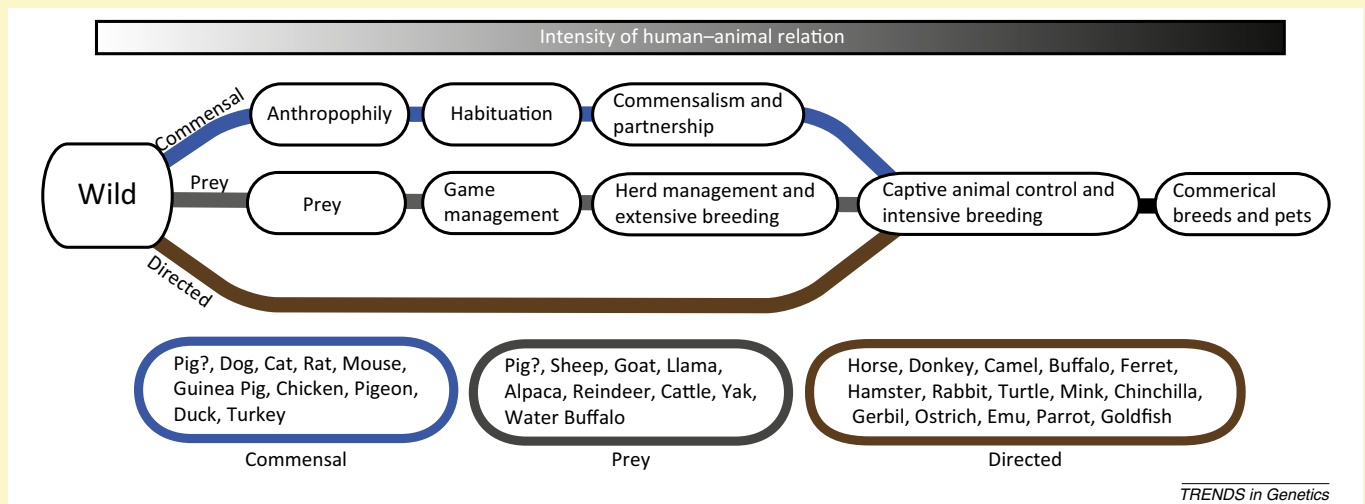 Intensity of human–animal relation
Commensal
Anthropophily
Habituation
Commensalism and
partnership
Wild
Prey
Prey
Game
management
Herd management and
extensive breeding
Captive animal control and
intensive breeding
Commerical
breeds and pets
Directed
Pig?, Dog, Cat, Rat, Mouse,
Guinea Pig, Chicken, Pigeon,
Duck, Turkey
Commensal
Pig?, Sheep, Goat, Llama,
Alpaca, Reindeer, Cattle, Yak,
Water Buffalo
Prey
Horse, Donkey, Camel, Buffalo, Ferret,
Hamster, Rabbit, Turtle, Mink, Chinchilla,
Gerbil, Ostrich, Emu, Parrot, Goldfish
Directed
TRENDS in Genetics